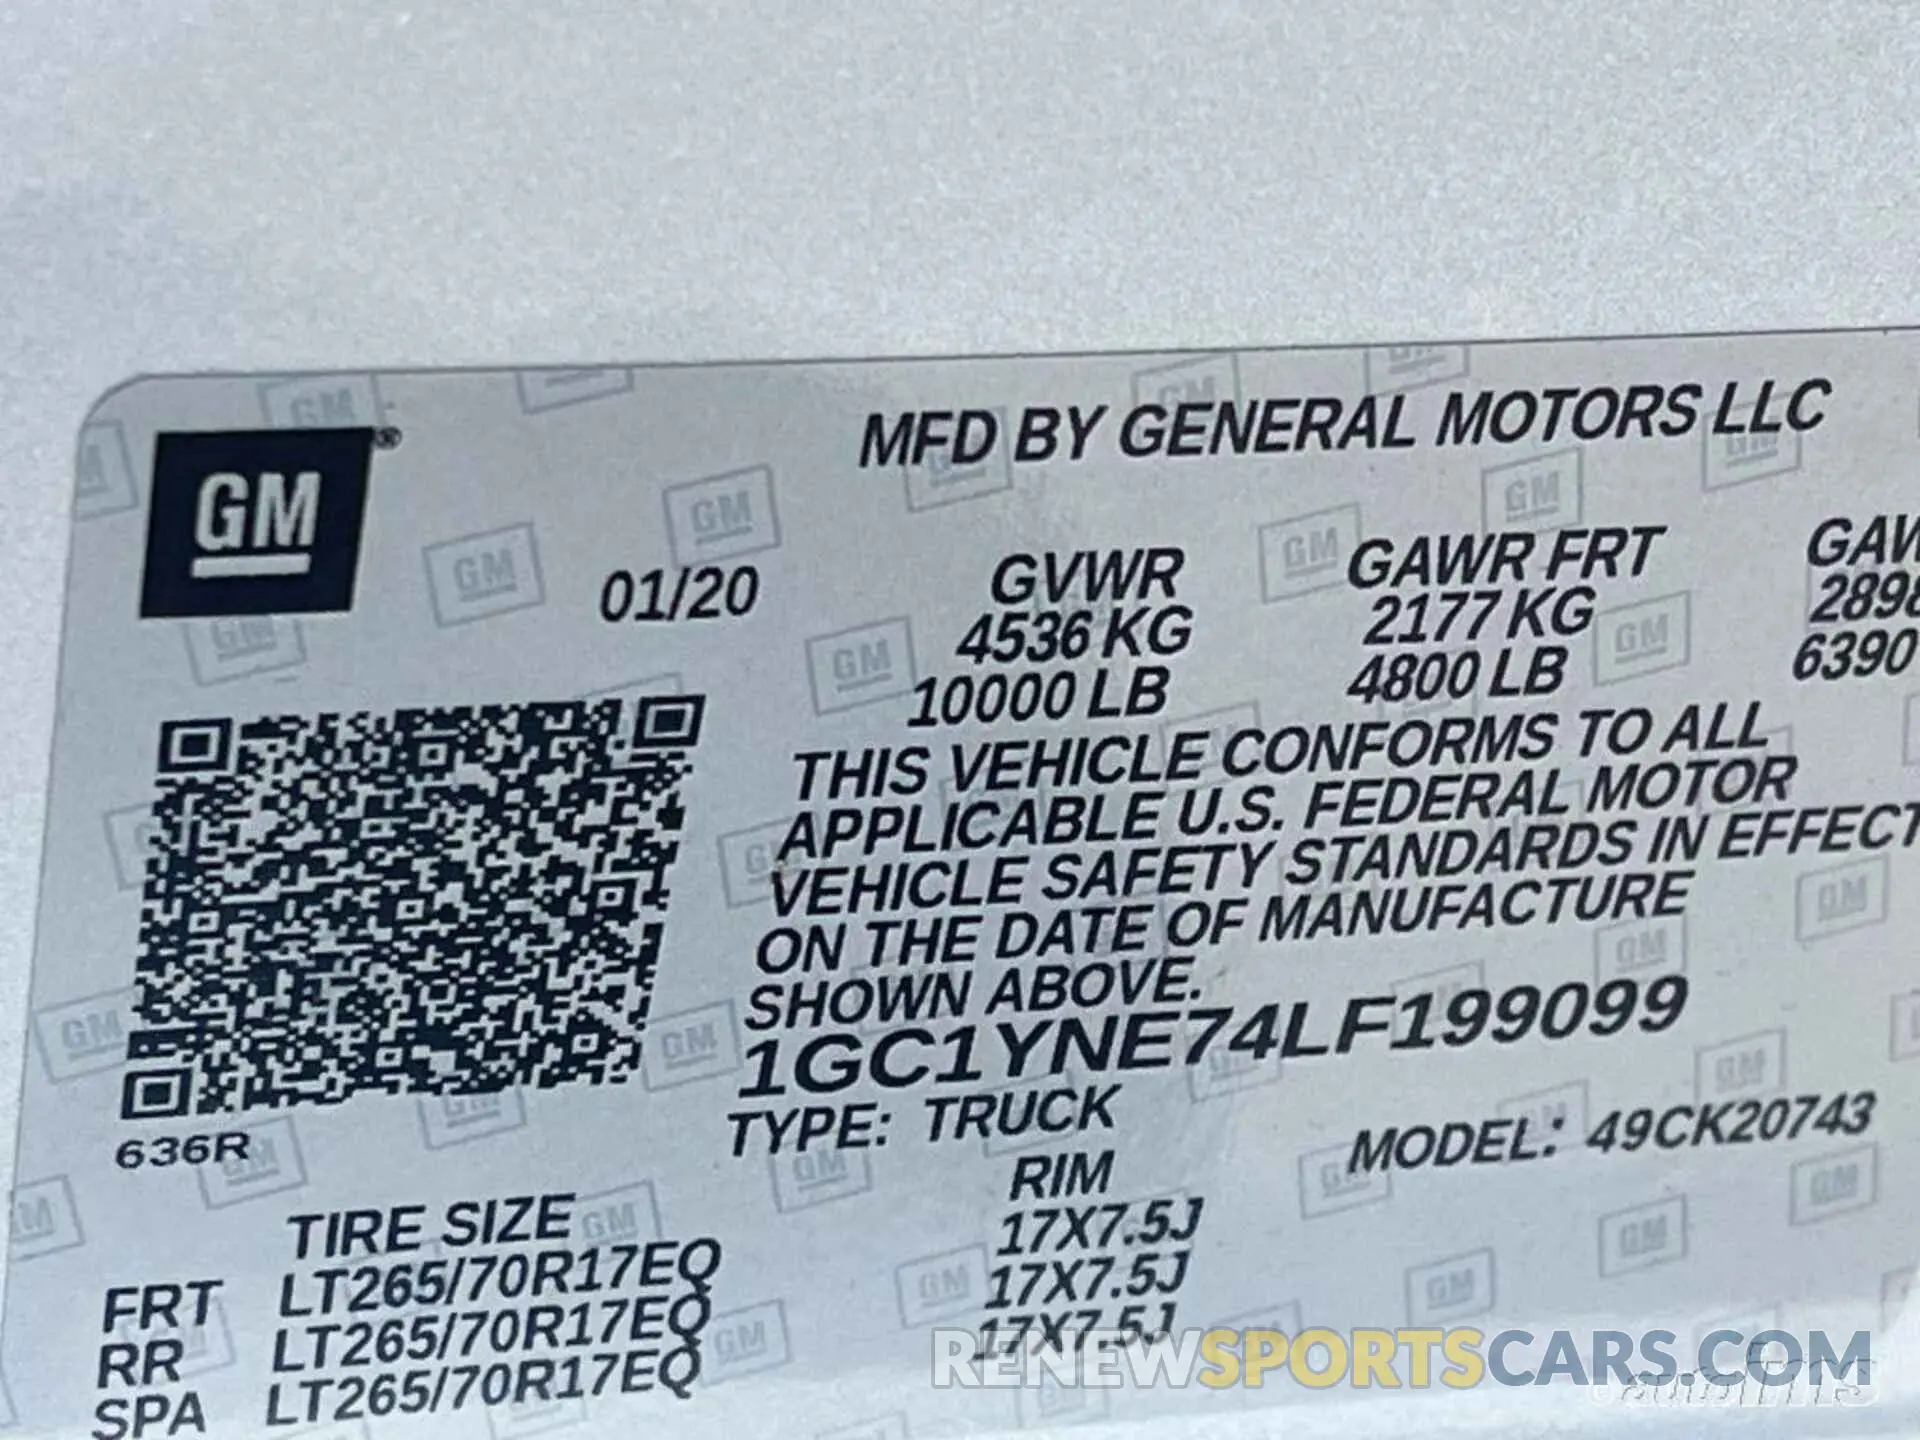 MFD BY GENERAL MOTORS LLC
GM®
01/20
GVWR GAWR FRT
4536 KG 2177 KG
10000 LB 4800 LB 6390
THIS VEHICLE CONFORMS TO ALL
APPLICABLE U.S. FEDERAL MOTOR
VEHICLE SAFETY STANDARDS IN EFFECT
ON THE DATE OF MANUFACTURE
SHOWN ABOVE.
1GC1YNE74LF199099
TYPE: TRUCK MODEL: 49CK20743
636R
TIRE SIZE RIM
FRT LT265/70R17EQ 17X7.5J
RR LT265/70R17EQ 17X7.5J
SPA LT265/70R17EQ 17X7.5J
RENEWSPORTSCARS.COM